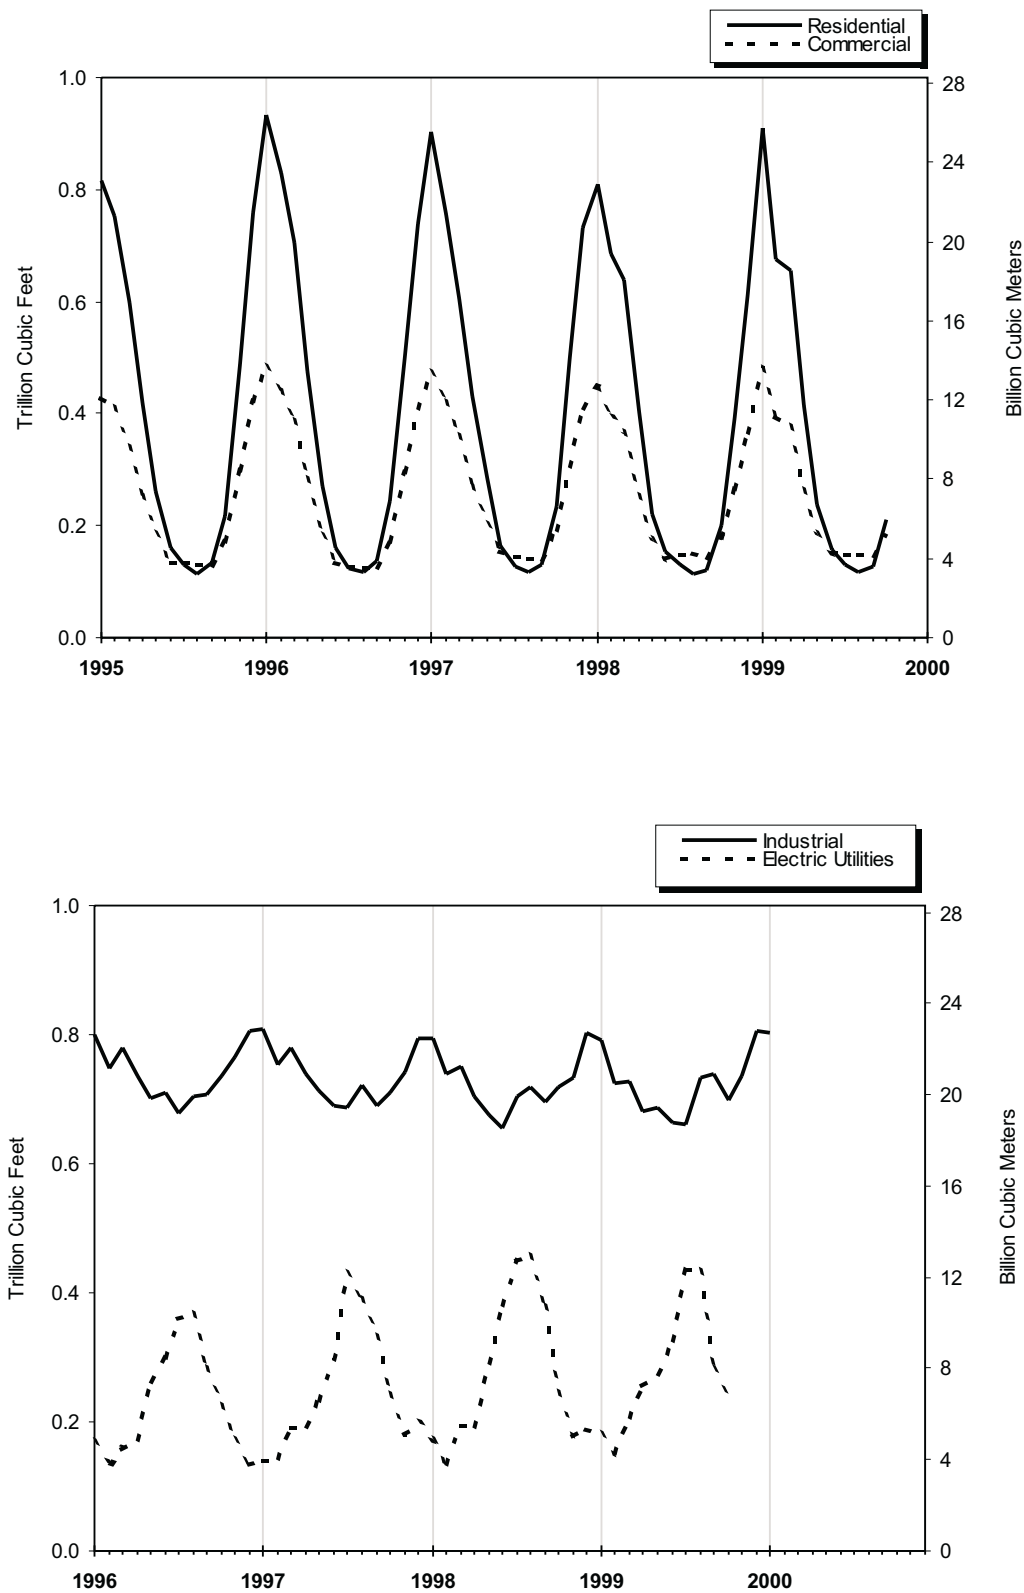 Residential
Commercial
1.0
0.8
0.6
0.4
0.2
0.0
Trillion Cubic Feet
28
24
20
16
12
8
4
0
Billion Cubic Meters
1995 1996 1997 1998 1999 2000
Industrial
Electric Utilities
1.0
0.8
0.6
0.4
0.2
0.0
Trillion Cubic Feet
28
24
20
16
12
8
4
0
Billion Cubic Meters
1996 1997 1998 1999 2000